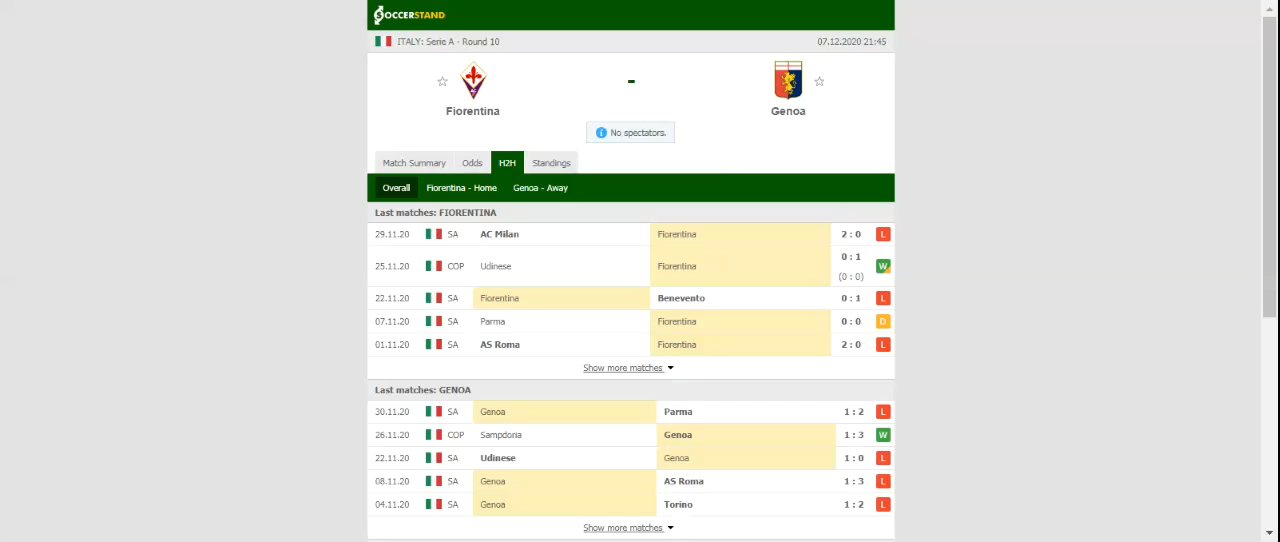 SOCCERSTAND
ITALY: Serie A - Round 10 07.12.2020 21:45
-
Fiorentina Genoa
No spectators.
Match Summary Odds H2H Standings
Overall Fiorentina - Home Genoa - Away
Last matches: FIORENTINA
29.11.20 SA AC Milan Fiorentina 2 : 0 L
25.11.20 COP Udinese Fiorentina 0 : 1 (0 : 0) W
22.11.20 SA Fiorentina Benevento 0 : 1 L
07.11.20 SA Parma Fiorentina 0 : 0 D
01.11.20 SA AS Roma Fiorentina 2 : 0 L
Show more matches
Last matches: GENOA
30.11.20 SA Genoa Parma 1 : 2 L
26.11.20 COP Sampdoria Genoa 1 : 3 W
22.11.20 SA Udinese Genoa 1 : 0 L
08.11.20 SA Genoa AS Roma 1 : 3 L
04.11.20 SA Genoa Torino 1 : 2 L
Show more matches